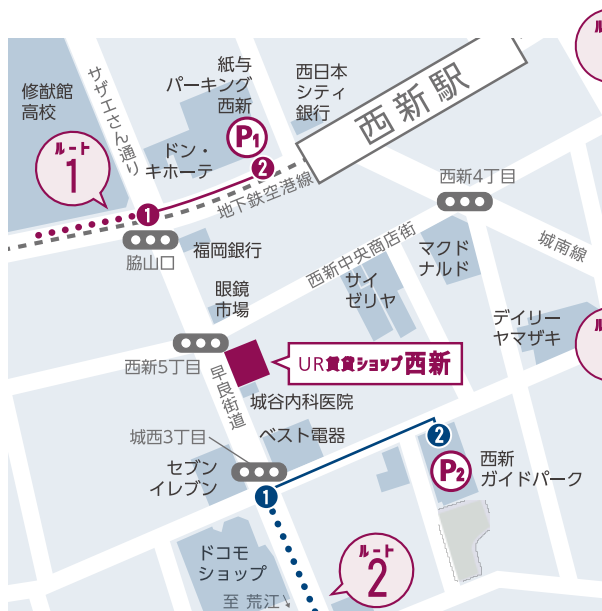 ル
紙与
パーキング
西新
西日本
シティ
銀行
西新駅
修猷館
高校
サザエさん通り
P1
ドン・
キホーテ
ルート
1
2
1
地下鉄空港線
西新4丁目
脇山口
福岡銀行
西新中央商店街
マクド
ナルド
城南線
眼鏡
市場
サイ
ゼリヤ
デイリー
ヤマザキ
ル
西新5丁目
UR賃貸ショップ西新
早良街道
城谷内科医院
城西3丁目
ベスト電器
2
セブン
イレブン
P2
西新
ガイドパーク
1
ドコモ
ショップ
ルート
2
至 荒江